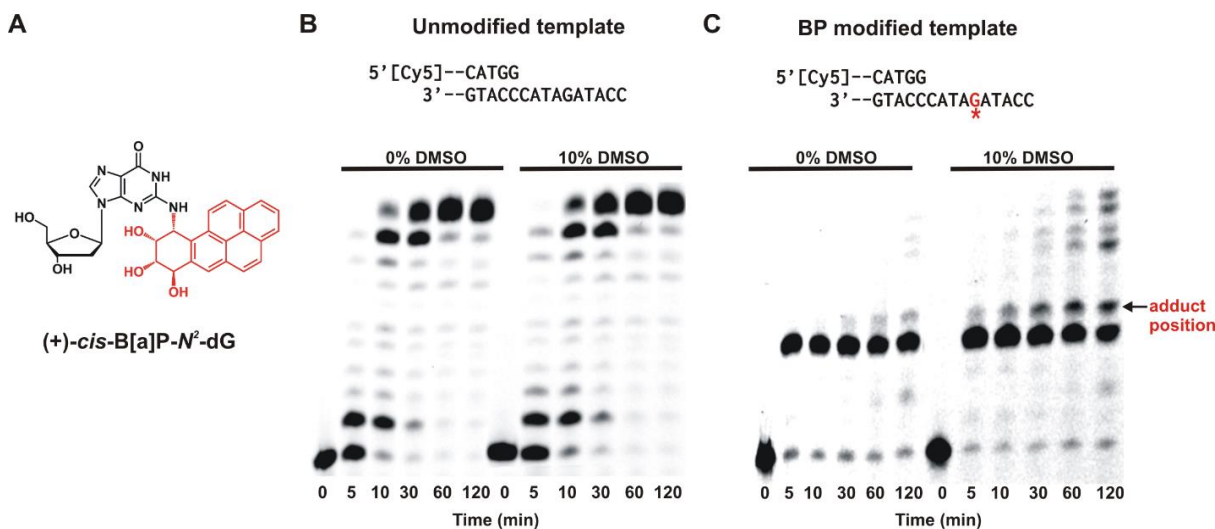 A
B
Unmodified template
C
BP modified template
5'[Cy5]--CATGG
3'--GTACCCATAGATACC
5'[Cy5]--CATGG
3'--GTACCCATAGATACC
*
0% DMSO
10% DMSO
0% DMSO
10% DMSO
O
N
NH
N
N
NH
HO
O
OH
HO
HO
HO
OH
(+)-cis-B[a]P-N²-dG
adduct
position
0 5 10 30 60 120 0 5 10 30 60 120
Time (min)
0 5 10 30 60 120 0 5 10 30 60 120
Time (min)